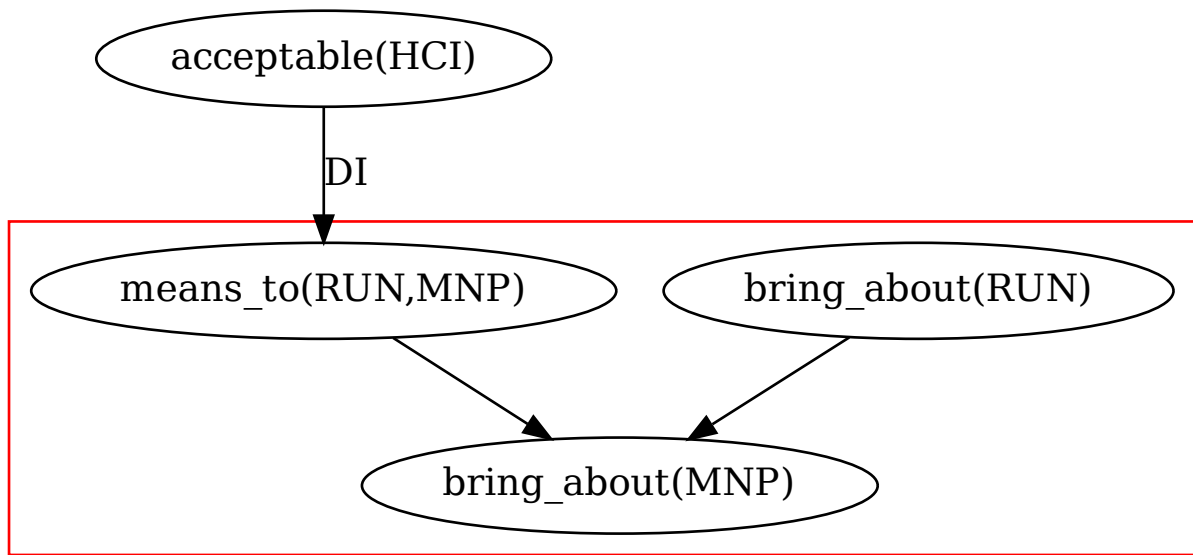 acceptable(HCI)
DI
means_to(RUN,MNP)
bring_about(RUN)
bring_about(MNP)